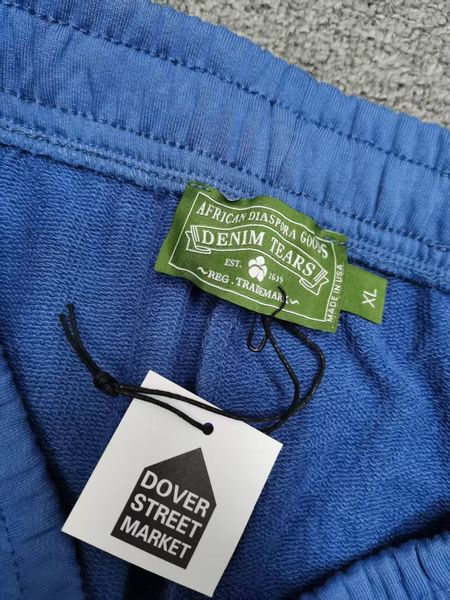 AFRICAN DIASPORA GOODS
DENIM TEARS
EST. 1619
REG. TRADEMARK
MADE IN USA
XL
DOVER
STREET
MARKET